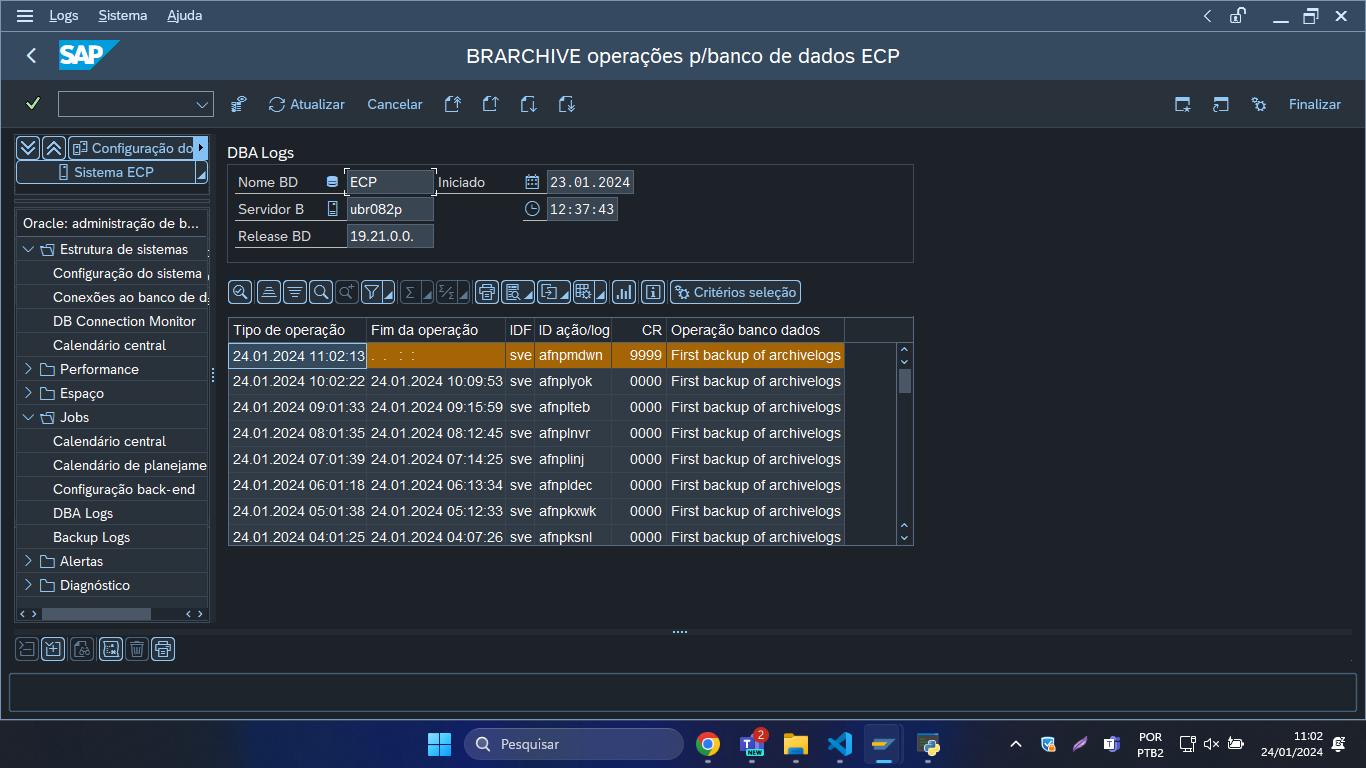 Logs Sistema Ajuda
SAP
BRARCHIVE operações p/banco de dados ECP
Atualizar Cancelar Finalizar
Configuração do
Sistema ECP
Oracle: administração de b...
Estrutura de sistemas
Configuração do sistema
Conexões ao banco de d
DB Connection Monitor
Calendário central
Performance
Espaço
Jobs
Calendário central
Calendário de planejame
Configuração back-end
DBA Logs
Backup Logs
Alertas
Diagnóstico
DBA Logs
Nome BD ECP Iniciado 23.01.2024
Servidor B ubr082p 12:37:43
Release BD 19.21.0.0.
Critérios seleção
Tipo de operação Fim da operação IDF ID ação/log CR Operação banco dados
24.01.2024 11:02:13 . . : : sve afnpmdwn 9999 First backup of archivelogs
24.01.2024 10:02:22 24.01.2024 10:09:53 sve afnplyok 0000 First backup of archivelogs
24.01.2024 09:01:33 24.01.2024 09:15:59 sve afnplteb 0000 First backup of archivelogs
24.01.2024 08:01:35 24.01.2024 08:12:45 sve afnplnvr 0000 First backup of archivelogs
24.01.2024 07:01:39 24.01.2024 07:14:25 sve afnplinj 0000 First backup of archivelogs
24.01.2024 06:01:18 24.01.2024 06:13:34 sve afnpldec 0000 First backup of archivelogs
24.01.2024 05:01:38 24.01.2024 05:12:33 sve afnpkxwk 0000 First backup of archivelogs
24.01.2024 04:01:25 24.01.2024 04:07:26 sve afnpksnl 0000 First backup of archivelogs
Pesquisar
2
NEW
POR
PTB2
11:02
24/01/2024